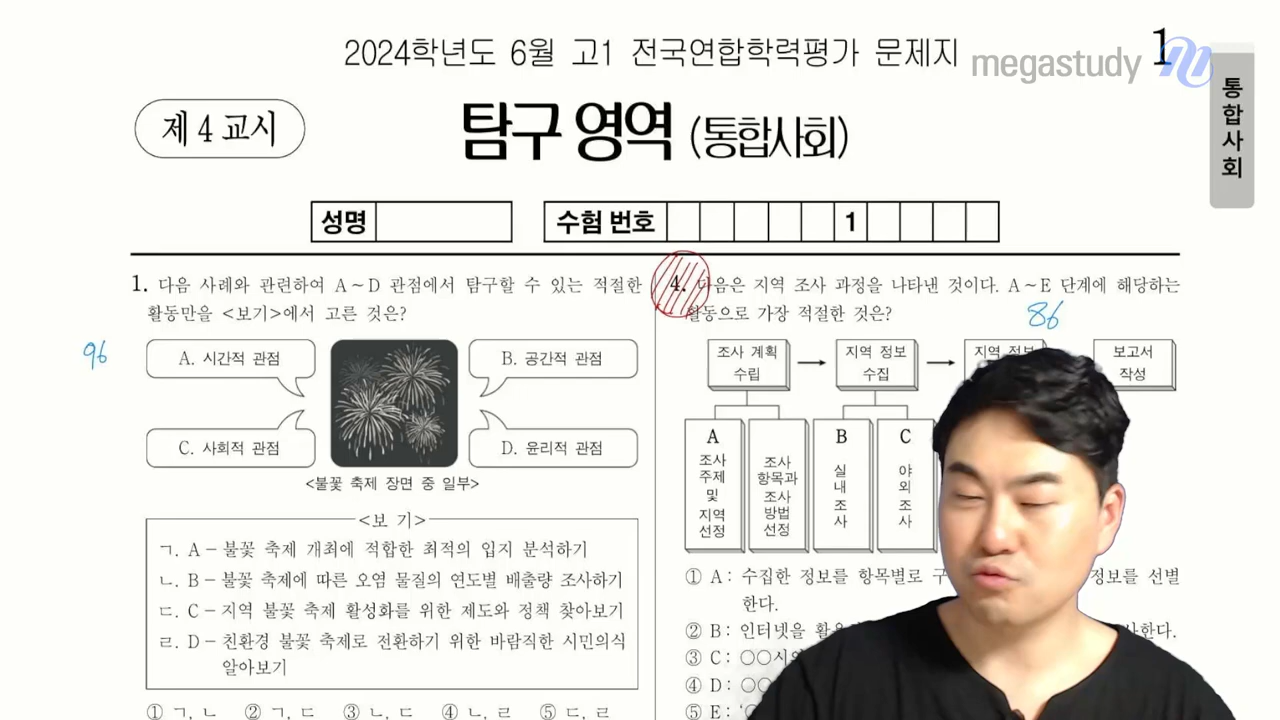 2024학년도 6월 고1 전국연합학력평가 문제지
1
megastudy
제 4 교시
탐구 영역 (통합사회)
통합사회
성명
수험 번호
1
1. 다음 사례와 관련하여 A~D 관점에서 탐구할 수 있는 적절한
활동만을 <보기>에서 고른 것은?
96
A. 시간적 관점
B. 공간적 관점
C. 사회적 관점
D. 윤리적 관점
<불꽃 축제 장면 중 일부>
<보 기>
ㄱ. A - 불꽃 축제 개최에 적합한 최적의 입지 분석하기
ㄴ. B - 불꽃 축제에 따른 오염 물질의 연도별 배출량 조사하기
ㄷ. C - 지역 불꽃 축제 활성화를 위한 제도와 정책 찾아보기
ㄹ. D - 친환경 불꽃 축제로 전환하기 위한 바람직한 시민의식
알아보기
① ㄱ, ㄴ ② ㄱ, ㄷ ③ ㄴ, ㄷ ④ ㄴ, ㄹ ⑤ ㄷ, ㄹ
4. 다음은 지역 조사 과정을 나타낸 것이다. A~E 단계에 해당하는
활동으로 가장 적절한 것은?
86
조사 계획
수립
지역 정보
수집
지역 정보
보고서
작성
A
조사
주제
및
지역
선정
조사
항목과
조사
방법
선정
B
실
내
조
사
C
야
외
조
사
① A: 수집한 정보를 항목별로 구 정보를 선별
한다.
② B: 인터넷을
③ C: ○○시
④ D: ○○
⑤ E: